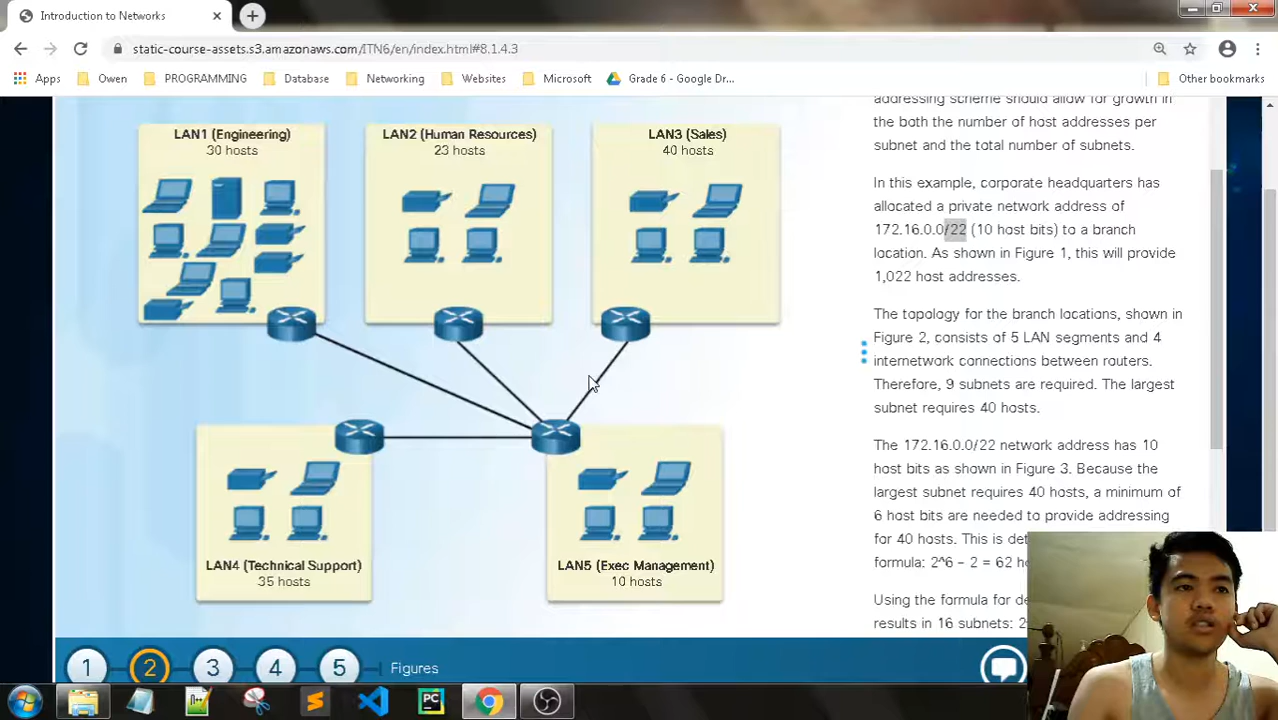 Introduction to Networks
static-course-assets.s3.amazonaws.com/ITN6/en/index.html#8.1.4.3
Apps
Owen
PROGRAMMING
Database
Networking
Websites
Microsoft
Grade 6 - Google Dr...
Other bookmarks
LAN1 (Engineering)
30 hosts
LAN2 (Human Resources)
23 hosts
LAN3 (Sales)
40 hosts
LAN4 (Technical Support)
35 hosts
LAN5 (Exec Management)
10 hosts
addressing scheme should allow for growth in
the both the number of host addresses per
subnet and the total number of subnets.
In this example, corporate headquarters has
allocated a private network address of
172.16.0.0/22 (10 host bits) to a branch
location. As shown in Figure 1, this will provide
1,022 host addresses.
The topology for the branch locations, shown in
Figure 2, consists of 5 LAN segments and 4
internetwork connections between routers.
Therefore, 9 subnets are required. The largest
subnet requires 40 hosts.
The 172.16.0.0/22 network address has 10
host bits as shown in Figure 3. Because the
largest subnet requires 40 hosts, a minimum of
6 host bits are needed to provide addressing
for 40 hosts. This is de
formula: 2^6 – 2 = 62 h
Using the formula for de
results in 16 subnets: 2
1 2 3 4 5 Figures
PC